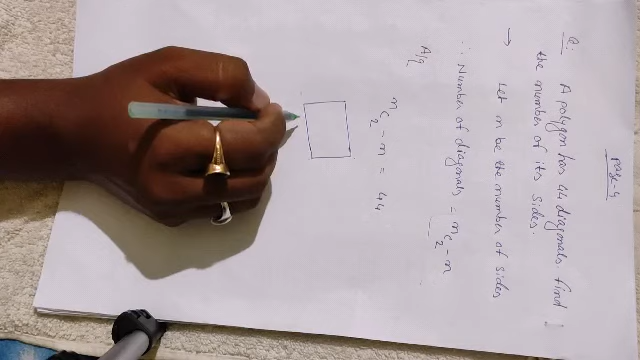 Page-4
Q. A polygon has 44 diagonals. Find
the number of its sides.
→ Let n be the number of sides
∴ Number of diagonals = ⁿC₂ - n
A/q
ⁿC₂ - n = 44